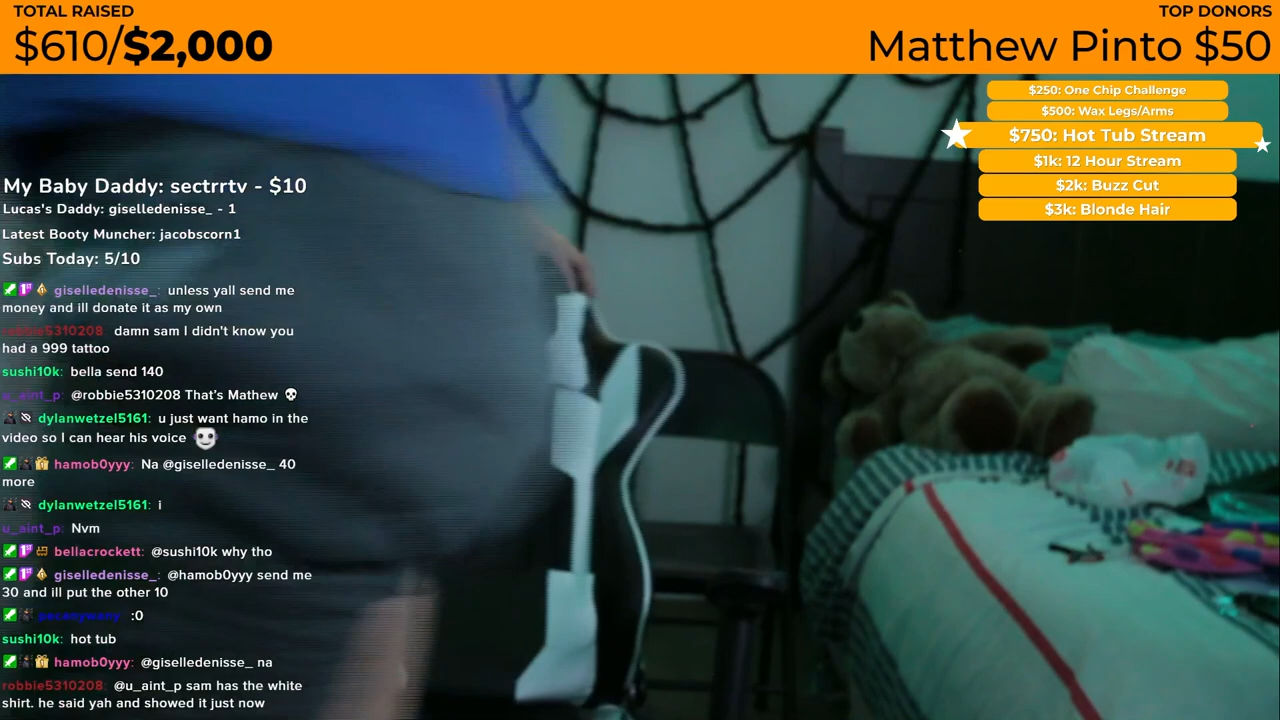 TOTAL RAISED
$610/$2,000
TOP DONORS
Matthew Pinto $50
$250: One Chip Challenge
$500: Wax Legs/Arms
$750: Hot Tub Stream
$1k: 12 Hour Stream
$2k: Buzz Cut
$3k: Blonde Hair
My Baby Daddy: sectrrtv - $10
Lucas's Daddy: giselledenisse_ - 1
Latest Booty Muncher: jacobscorn1
Subs Today: 5/10
giselledenisse_: unless yall send me
money and ill donate it as my own
robbie5310208 damn sam I didn't know you
had a 999 tattoo
sushi10k: bella send 140
u_aint_p: @robbie5310208 That's Mathew
dylanwetzel5161: u just want hamo in the
video so I can hear his voice
hamob0yyy: Na @giselledenisse_ 40
more
dylanwetzel5161: i
u_aint_p: Nvm
bellacrockett: @sushi10k why tho
giselledenisse_: @hamob0yyy send me
30 and ill put the other 10
:0
sushi10k: hot tub
hamob0yyy: @giselledenisse_ na
robbie5310208: @u_aint_p sam has the white
shirt. he said yah and showed it just now